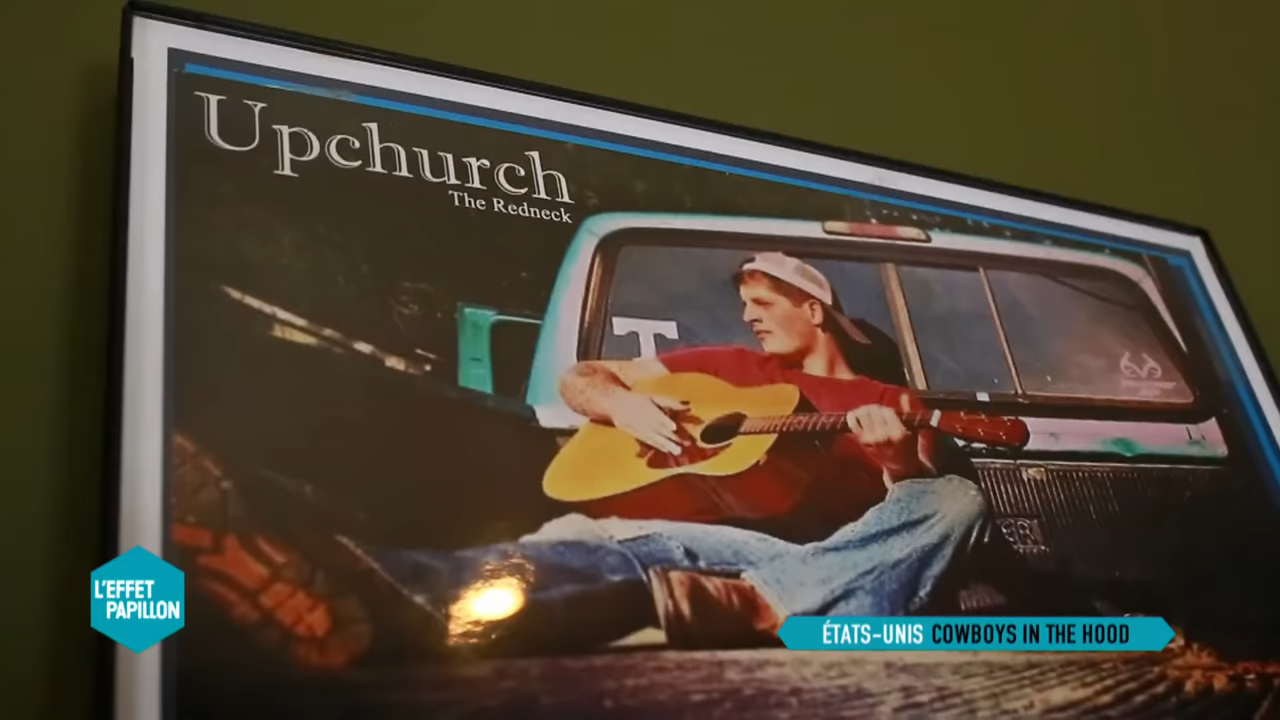 Upchurch
The Redneck
T
L'EFFET
PAPILLON
ÉTATS-UNIS COWBOYS IN THE HOOD